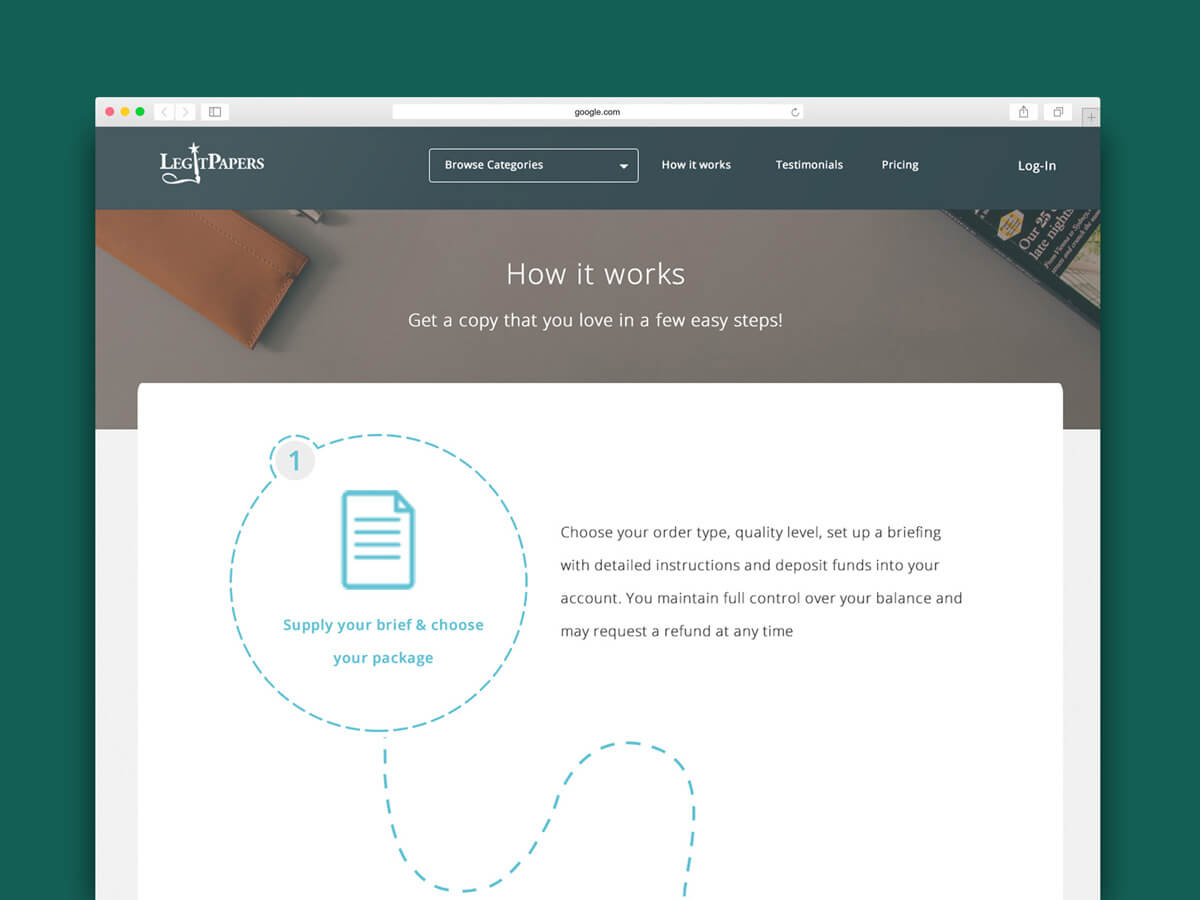 google.com
LEGITPAPERS
Browse Categories
How it works
Testimonials
Pricing
Log-In
Our 25
late nights
How it works
Get a copy that you love in a few easy steps!
1
Supply your brief & choose
your package
Choose your order type, quality level, set up a briefing
with detailed instructions and deposit funds into your
account. You maintain full control over your balance and
may request a refund at any time